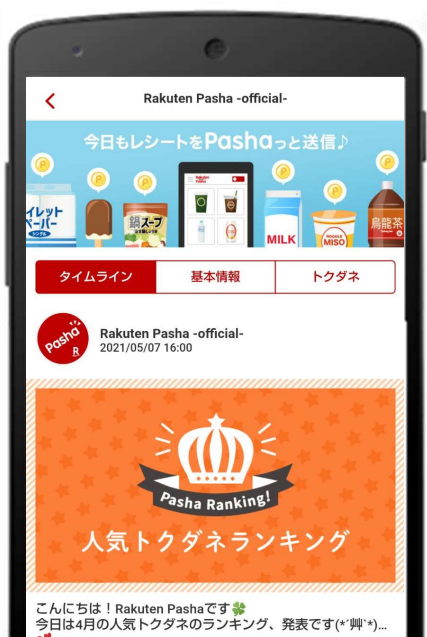 Rakuten Pasha -official-
今日もレシートをPashaっと送信♪
イレット
ペーパー
シングル
鍋スープ
Rakuten
PASHA
MILK
NOODLE
MISO
烏龍茶
タイムライン
基本情報
トクダネ
Pasha
R
Rakuten Pasha -official-
2021/05/07 16:00
Pasha Ranking!
人気トクダネランキング
こんにちは！Rakuten Pashaです🍀
今日は4月の人気トクダネのランキング、発表です(*´艸`*)...